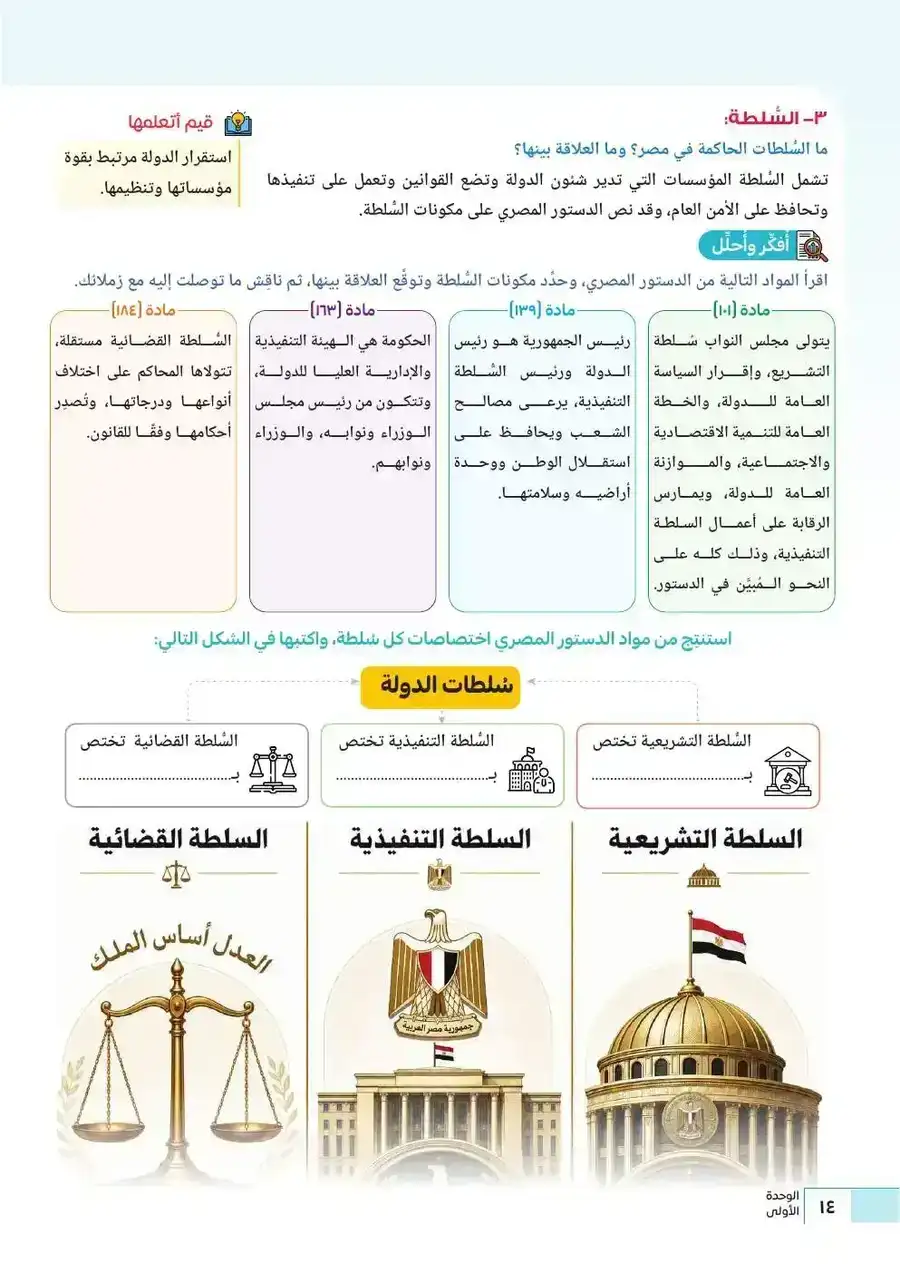 ٣- السُّلطة:
ما السُّلطات الحاكمة في مصر؟ وما العلاقة بينها؟
تشمل السُّلطة المؤسسات التي تدير شئون الدولة وتضع القوانين وتعمل على تنفيذها
وتحافظ على الأمن العام، وقد نص الدستور المصري على مكونات السُّلطة.
قيم أتعلمها
استقرار الدولة مرتبط بقوة
مؤسساتها وتنظيمها.
أفكِّر وأحلِّل
اقرأ المواد التالية من الدستور المصري، وحدِّد مكونات السُّلطة وتوقَّع العلاقة بينها، ثم ناقِش ما توصلت إليه مع زملائك.
مادة (١٠١)
يتولى مجلس النواب سُلطة
التشريع، وإقرار السياسة
العامة للدولة، والخطة
العامة للتنمية الاقتصادية
والاجتماعية، والموازنة
العامة للدولة، ويمارس
الرقابة على أعمال السلطة
التنفيذية، وذلك كله على
النحو المُبيَّن في الدستور.
مادة (١٣٩)
رئيس الجمهورية هو رئيس
الدولة ورئيس السُّلطة
التنفيذية، يرعى مصالح
الشعب ويحافظ على
استقلال الوطن ووحدة
أراضيه وسلامتها.
مادة (١٦٣)
الحكومة هي الهيئة التنفيذية
والإدارية العليا للدولة،
وتتكون من رئيس مجلس
الوزراء ونوابه، والوزراء
ونوابهم.
مادة (١٨٤)
السُّلطة القضائية مستقلة،
تتولاها المحاكم على اختلاف
أنواعها ودرجاتها، وتُصدِر
أحكامها وفقًا للقانون.
استنتِج من مواد الدستور المصري اختصاصات كل سُلطة، واكتبها في الشكل التالي:
سُلطات الدولة
السُّلطة التشريعية تختص
بـ......................................
السُّلطة التنفيذية تختص
بـ......................................
السُّلطة القضائية تختص
بـ......................................
السلطة التشريعية
السلطة التنفيذية
جمهورية مصر العربية
السلطة القضائية
العدل أساس الملك
الوحدة
الأولى
١٤